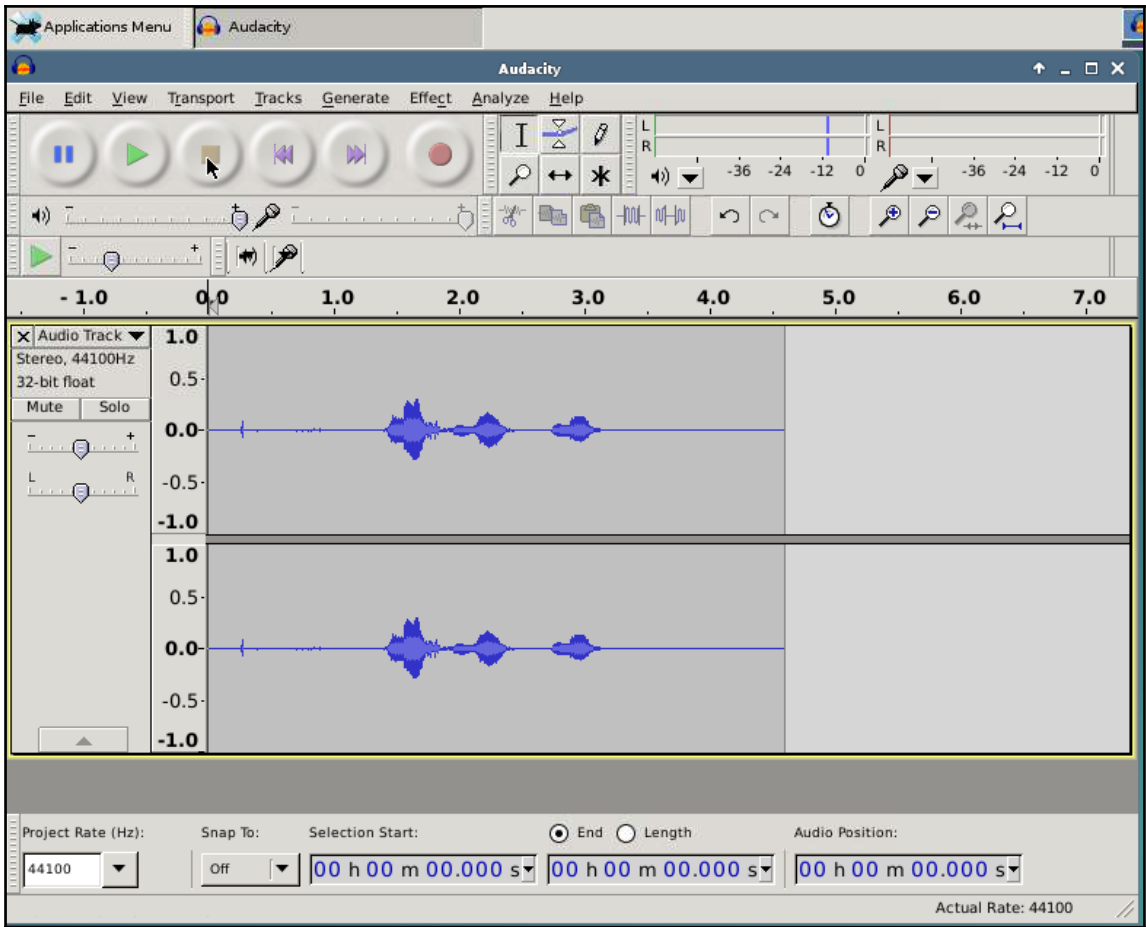 Applications Menu Audacity
Audacity
File Edit View Transport Tracks Generate Effect Analyze Help
L L
R R
-36 -24 -12 0 -36 -24 -12 0
- + - +
- +
- 1.0 0.0 1.0 2.0 3.0 4.0 5.0 6.0 7.0
X Audio Track 1.0
Stereo, 44100Hz
32-bit float 0.5
Mute Solo
- + 0.0
L R -0.5
-1.0
1.0
0.5
0.0
-0.5
-1.0
Project Rate (Hz): Snap To: Selection Start: End Length Audio Position:
44100 Off 00 h 00 m 00.000 s 00 h 00 m 00.000 s 00 h 00 m 00.000 s
Actual Rate: 44100